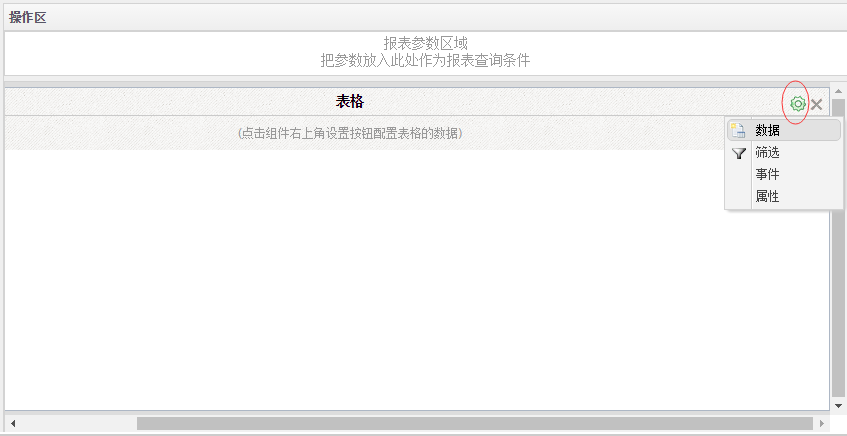 操作区
报表参数区域
把参数放入此处作为报表查询条件
表格
(点击组件右上角设置按钮配置表格的数据)
数据
筛选
事件
属性